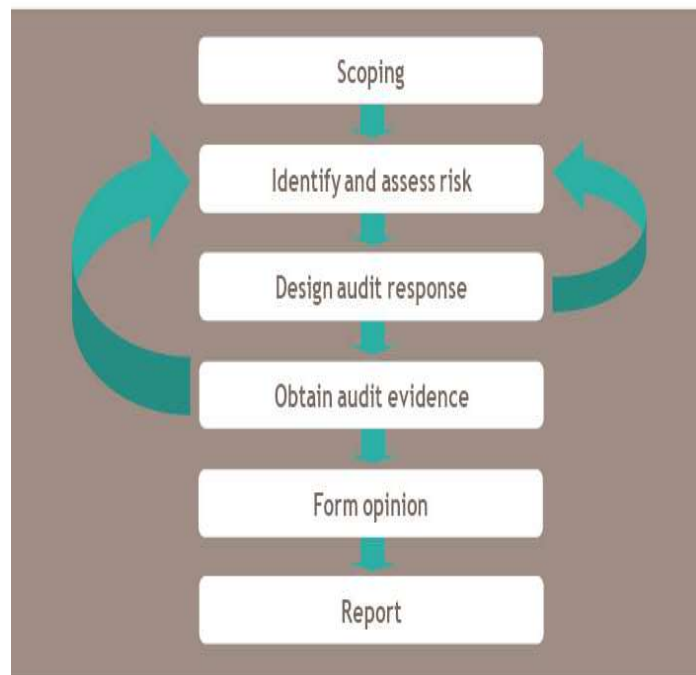 Scoping
Identify and assess risk
Design audit response
Obtain audit evidence
Form opinion
Report